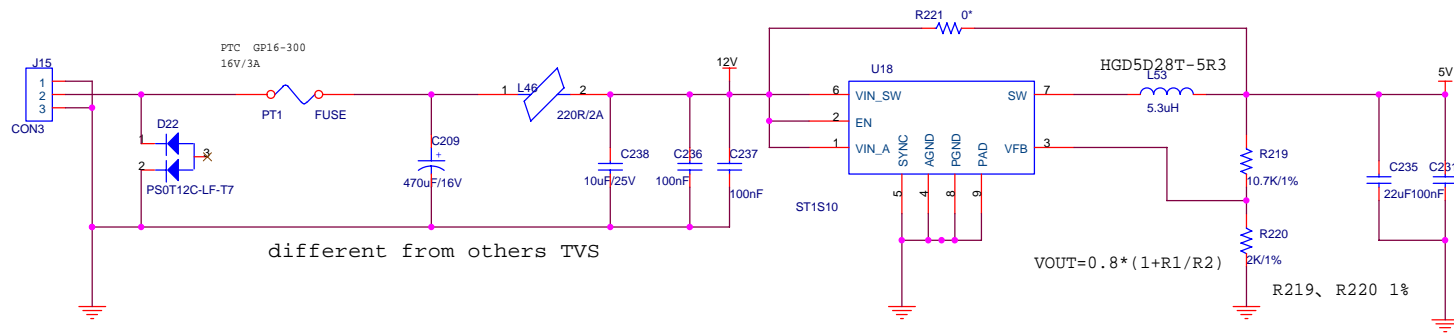 R221 0*
PTC GP16-300
16V/3A
J15
1
2
3
CON3
PT1 FUSE
D22
1
2
3
PS0T12C-LF-T7
C209
+
470uF/16V
1 L46 2
220R/2A
12V
C238
10uF/25V
C236
100nF
C237
100nF
U18
6 VIN_SW
2 EN
1 VIN_A
SW 7
VFB 3
SYNC AGND PGND PAD
5 4 8 9
ST1S10
HGD5D28T-5R3
L53
5.3uH
5V
R219
10.7K/1%
R220
2K/1%
C235
22uF
C231
100nF
different from others TVS
VOUT=0.8*(1+R1/R2)
R219、R220 1%